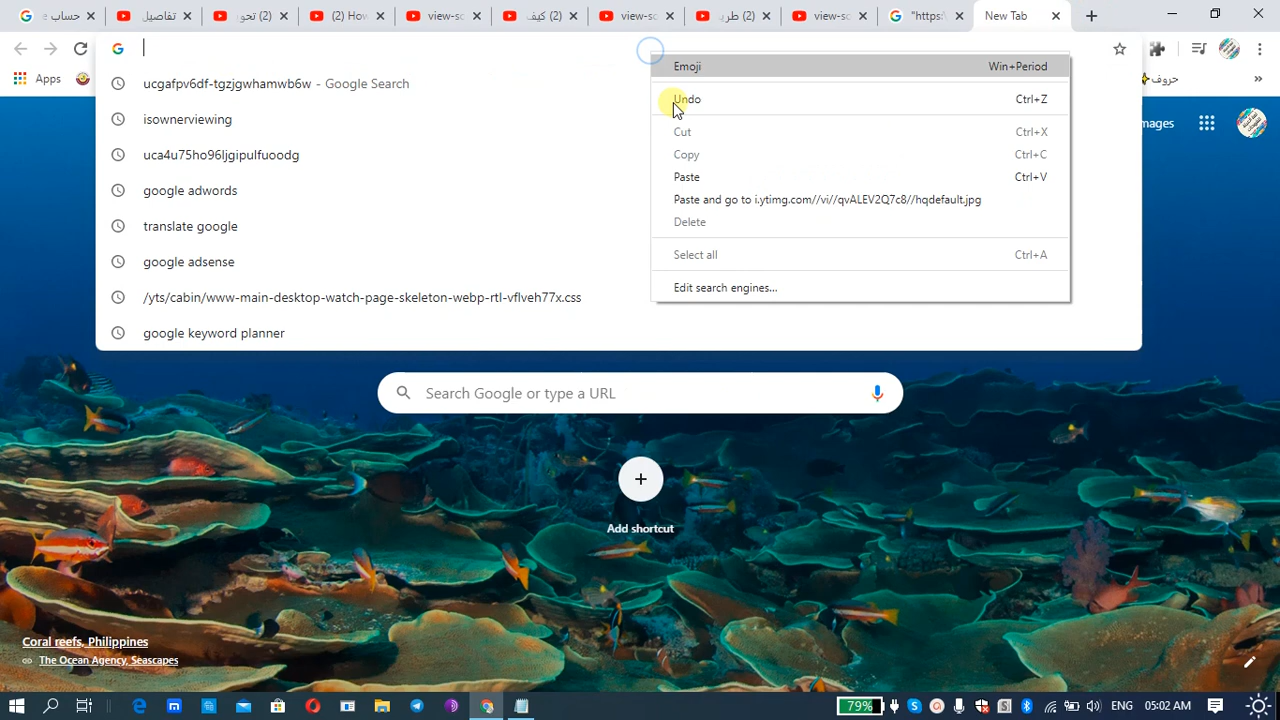 حساب e
تفاصيل
(2) تحو
(2) How
view-sc
(2) كيف
view-sc
(2) طريـ
view-sc
"https:
New Tab
ucgafpv6df-tgzjgwhamwb6w - Google Search
isownerviewing
uca4u75ho96ljgipulfuoodg
google adwords
translate google
google adsense
/yts/cabin/www-main-desktop-watch-page-skeleton-webp-rtl-vflveh77x.css
google keyword planner
Emoji Win+Period
Undo Ctrl+Z
Cut Ctrl+X
Copy Ctrl+C
Paste Ctrl+V
Paste and go to i.ytimg.com//vi//qvALEV2Q7c8//hqdefault.jpg
Delete
Select all Ctrl+A
Edit search engines...
Apps
حروف
»
mages
Search Google or type a URL
Add shortcut
Coral reefs, Philippines
The Ocean Agency, Seascapes
79%
ENG
05:02 AM